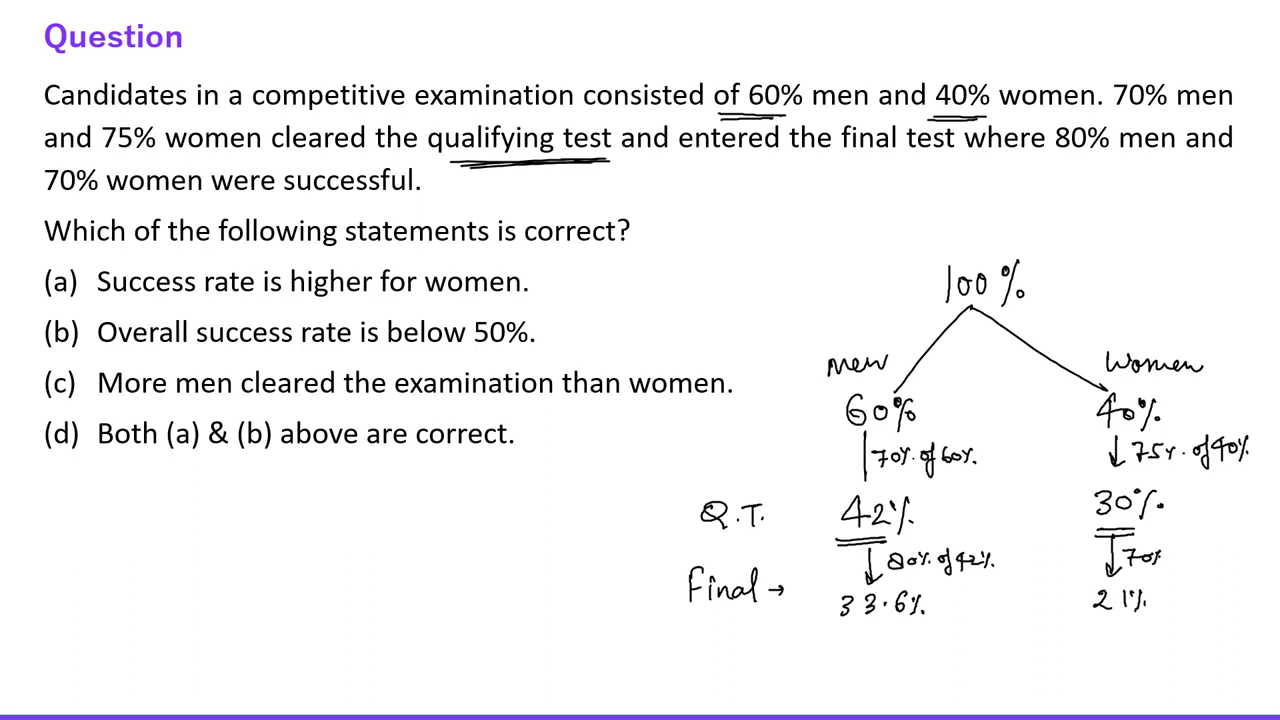 Question
Candidates in a competitive examination consisted of 60% men and 40% women. 70% men
and 75% women cleared the qualifying test and entered the final test where 80% men and
70% women were successful.
Which of the following statements is correct?
(a) Success rate is higher for women.
(b) Overall success rate is below 50%.
(c) More men cleared the examination than women.
(d) Both (a) & (b) above are correct.
100%
Men Women
60% 40%
70% of 60% 75% of 40%
Q.T. 42% 30%
80% of 42% 70%
Final → 33.6% 21%